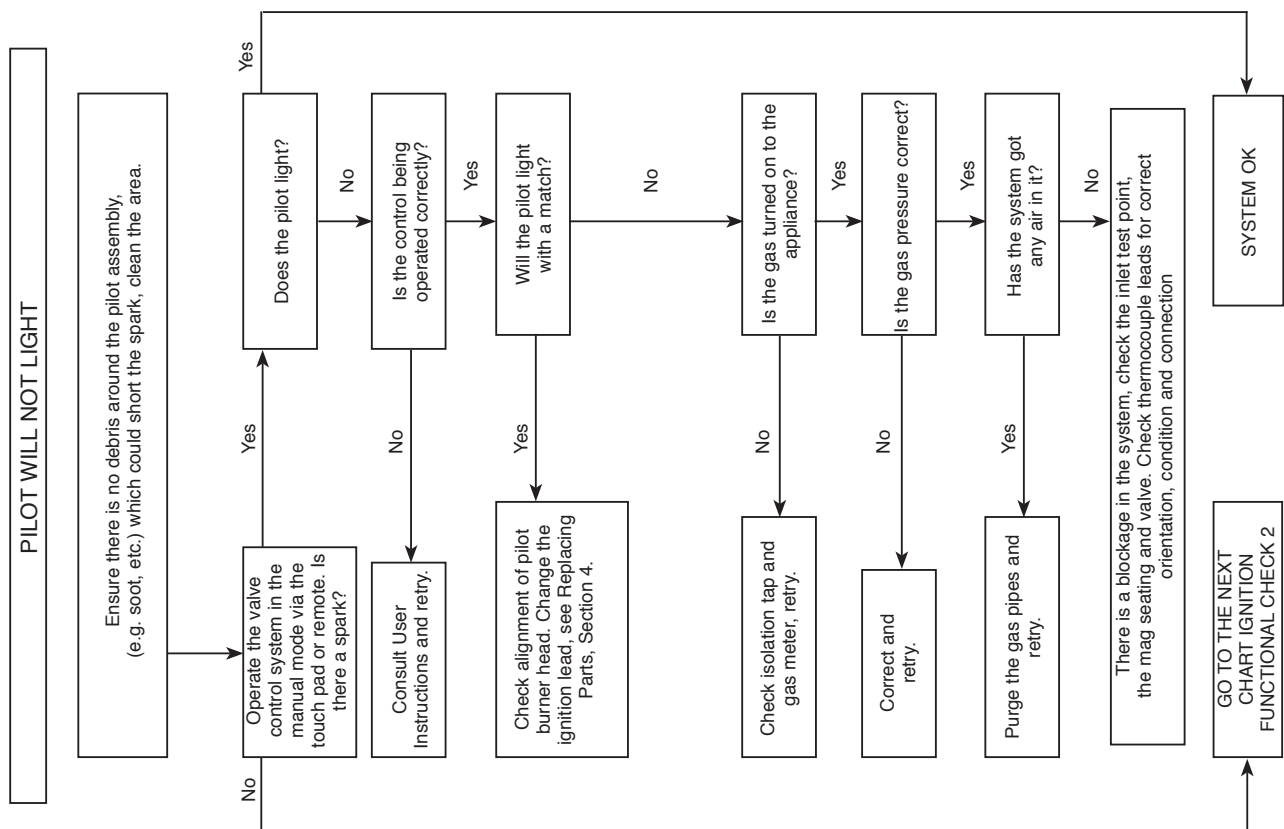 PILOT WILL NOT LIGHT
Ensure there is no debris around the pilot assembly,
(e.g. soot, etc.) which could short the spark, clean the area.
Operate the valve
control system in the
manual mode via the
touch pad or remote. Is
there a spark?
Yes
No
Does the pilot light?
Yes
No
Is the control being
operated correctly?
No
Consult User
Instructions and retry.
Yes
Will the pilot light
with a match?
Yes
Check alignment of pilot
burner head. Change the
ignition lead, see Replacing
Parts, Section 4.
No
Is the gas turned on to the
appliance?
No
Check isolation tap and
gas meter, retry.
Yes
Is the gas pressure correct?
No
Correct and
retry.
Yes
Has the system got
any air in it?
Yes
Purge the gas pipes and
retry.
No
There is a blockage in the system, check the inlet test point,
the mag seating and valve. Check thermocouple leads for correct
orientation, condition and connection
GO TO THE NEXT
CHART IGNITION
FUNCTIONAL CHECK 2
SYSTEM OK